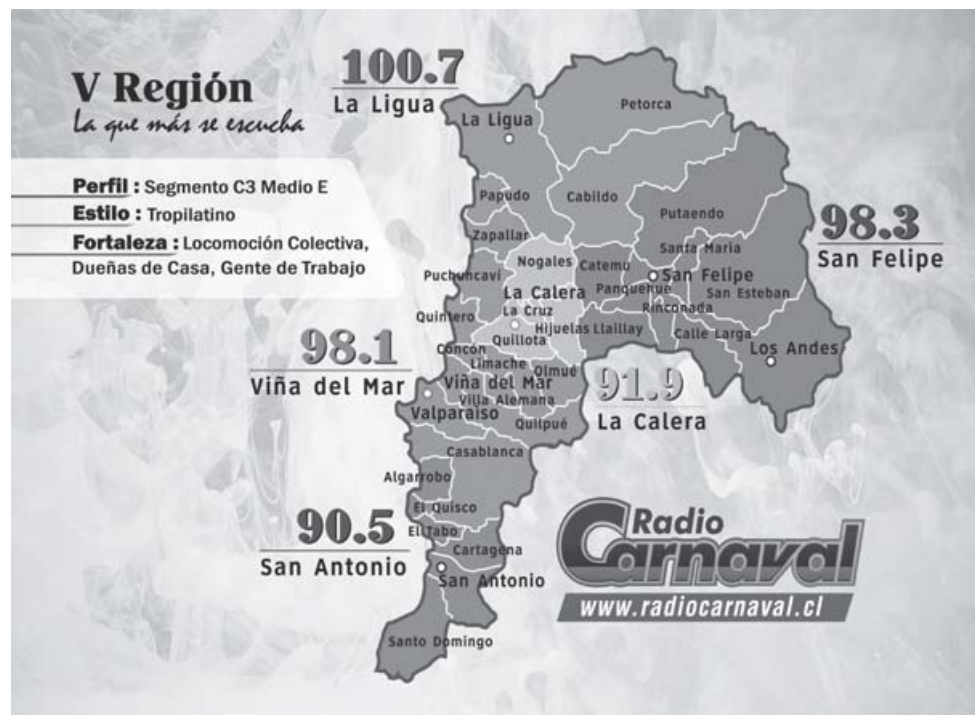 V Región
La que más se escucha
Perfil : Segmento C3 Medio E
Estilo : Tropilatino
Fortaleza : Locomoción Colectiva,
Dueñas de Casa, Gente de Trabajo
100.7
La Ligua
98.3
San Felipe
98.1
Viña del Mar
91.9
La Calera
90.5
San Antonio
Petorca
La Ligua
Papudo
Cabildo
Putaendo
Zapallar
Santa Maria
Nogales
Catemu
San Felipe
Puchuncaví
Panquehue
San Esteban
La Calera
Rinconada
La Cruz
Quintero
Hijuelas
Llaillay
Calle Larga
Quillota
Los Andes
Concón
Limache
Olmué
Viña del Mar
Villa Alemana
Valparaíso
Quilpué
Casablanca
Algarrobo
El Quisco
El Tabo
Cartagena
San Antonio
Santo Domingo
Radio
Carnaval
www.radiocarnaval.cl